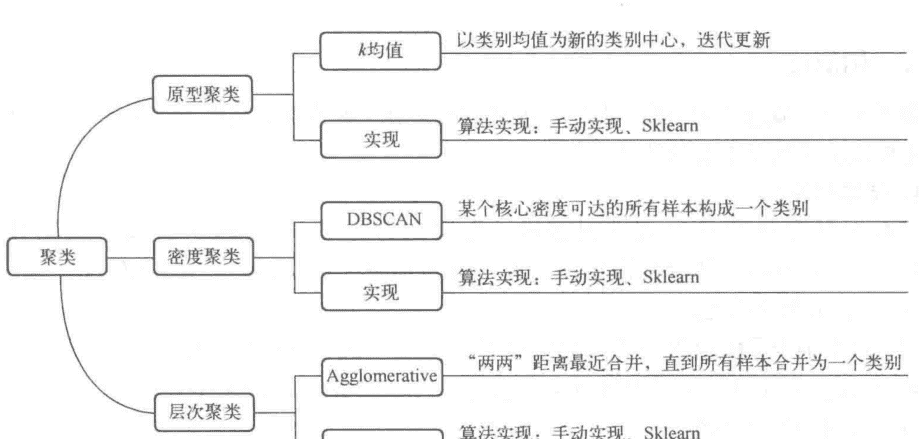 聚类
原型聚类
k均值
以类别均值为新的类别中心，迭代更新
实现
算法实现：手动实现、Sklearn
密度聚类
DBSCAN
某个核心密度可达的所有样本构成一个类别
实现
算法实现：手动实现、Sklearn
层次聚类
Agglomerative
“两两”距离最近合并，直到所有样本合并为一个类别
算法实现：手动实现、Sklearn